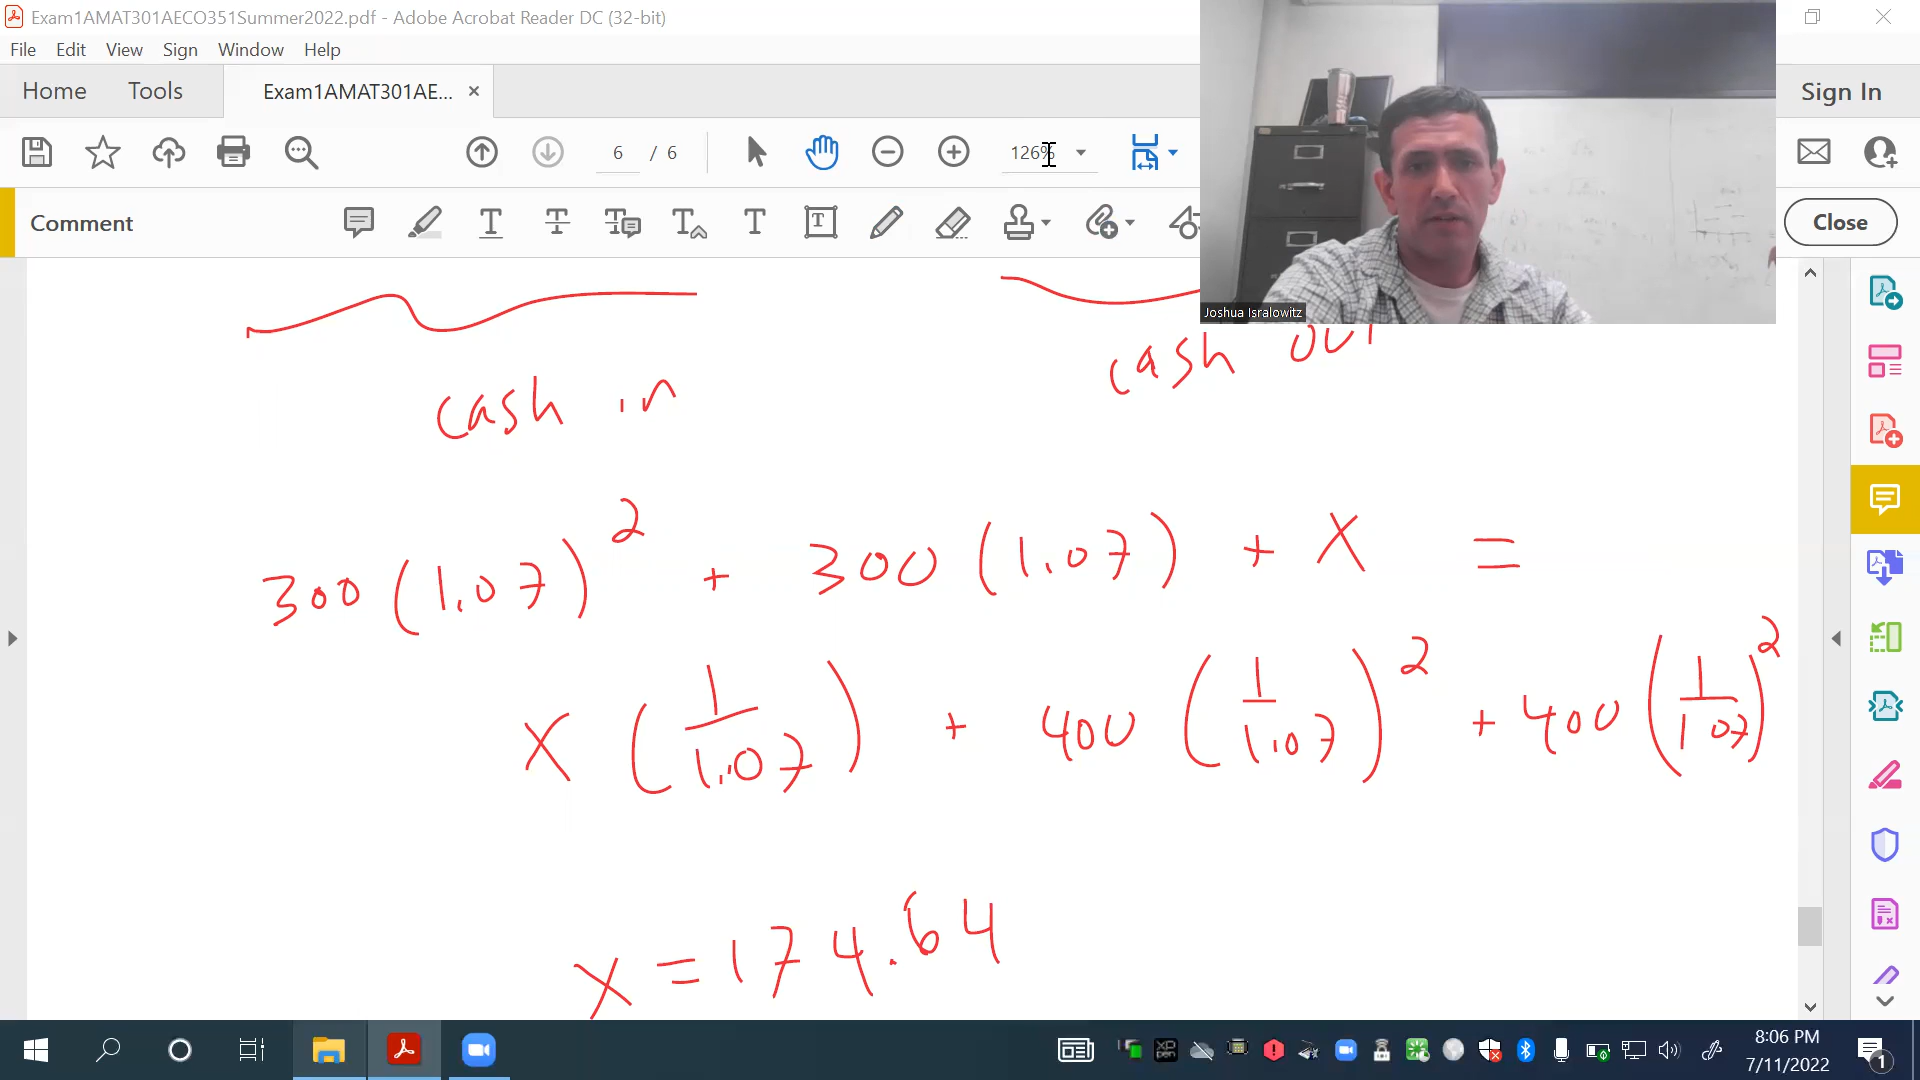 Exam1AMAT301AECO351Summer2022.pdf - Adobe Acrobat Reader DC (32-bit)
File Edit View Sign Window Help
Home Tools Exam1AMAT301AE... × Sign In
6 / 6 126%
Comment Close
Joshua Isralowitz
cash in
cash out
300 (1.07)² + 300 (1.07) + X =
X (1/1.07) + 400 (1/1.07)² + 400 (1/1.07)²
X = 174.64
8:06 PM
7/11/2022
1